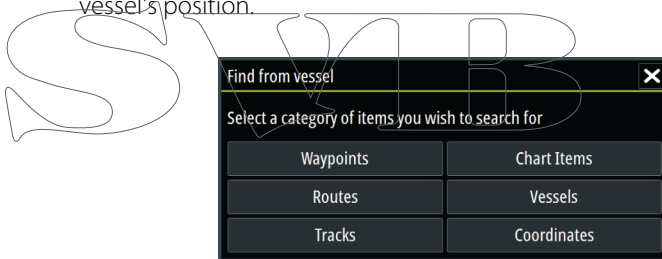 vessel's position.
SVB
Find from vessel
Select a category of items you wish to search for
Waypoints Chart Items
Routes Vessels
Tracks Coordinates